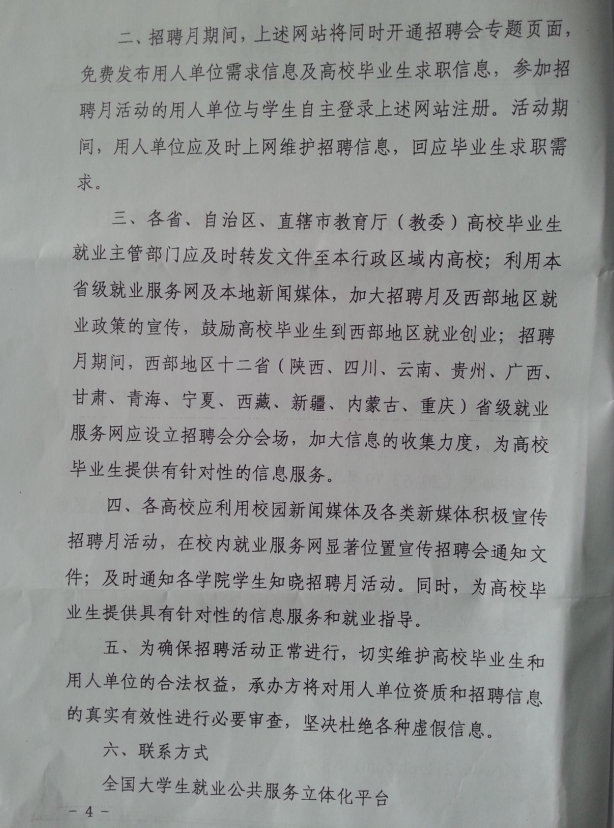 二、招聘月期间，上述网站将同时开通招聘会专题页面，
免费发布用人单位需求信息及高校毕业生求职信息，参加招
聘月活动的用人单位与学生自主登录上述网站注册。活动期
间，用人单位应及时上网维护招聘信息，回应毕业生求职需
求。
三、各省、自治区、直辖市教育厅（教委）高校毕业生
就业主管部门应及时转发文件至本行政区域内高校；利用本
省级就业服务网及本地新闻媒体，加大招聘月及西部地区就
业政策的宣传，鼓励高校毕业生到西部地区就业创业；招聘
月期间，西部地区十二省（陕西、四川、云南、贵州、广西、
甘肃、青海、宁夏、西藏、新疆、内蒙古、重庆）省级就业
服务网应设立招聘会分会场，加大信息的收集力度，为高校
毕业生提供有针对性的信息服务。
四、各高校应利用校园新闻媒体及各类新媒体积极宣传
招聘月活动，在校内就业服务网显著位置宣传招聘会通知文
件；及时通知各学院学生知晓招聘月活动。同时，为高校毕
业生提供具有针对性的信息服务和就业指导。
五、为确保招聘活动正常进行，切实维护高校毕业生和
用人单位的合法权益，承办方将对用人单位资质和招聘信息
的真实有效性进行必要审查，坚决杜绝各种虚假信息。
六、联系方式
全国大学生就业公共服务立体化平台
- 4 -